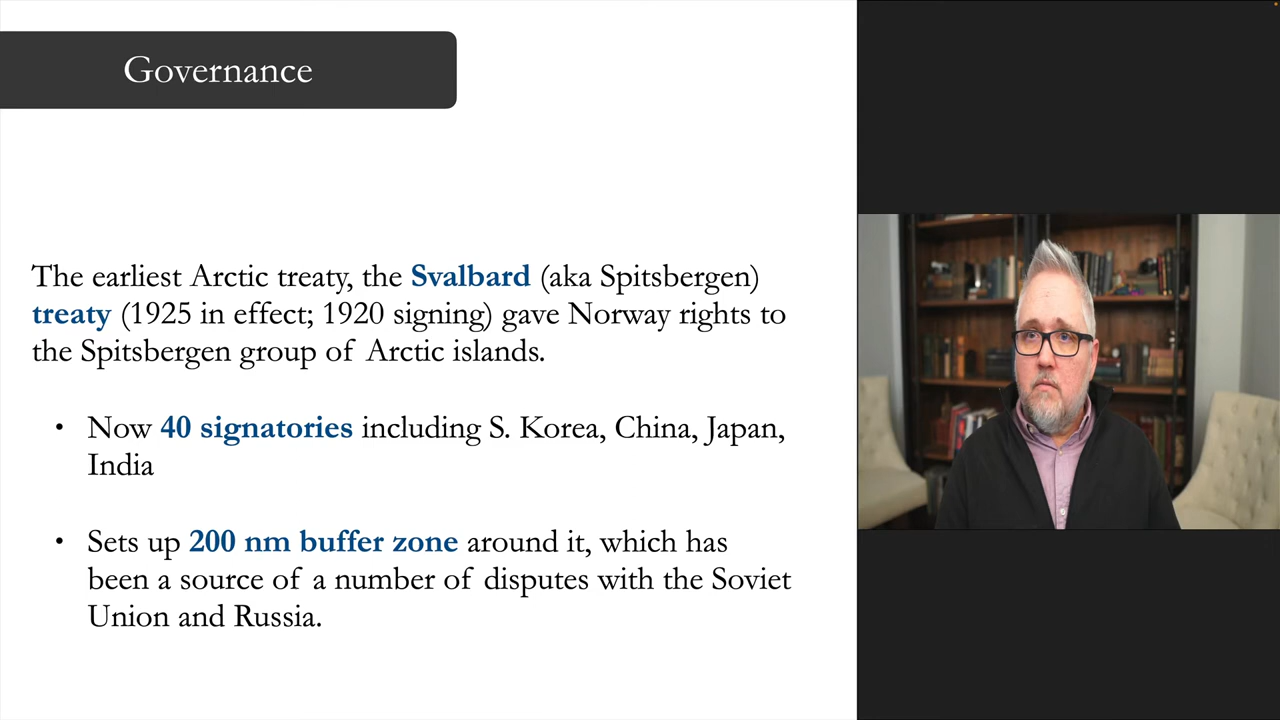 Governance
The earliest Arctic treaty, the Svalbard (aka Spitsbergen)
treaty (1925 in effect; 1920 signing) gave Norway rights to
the Spitsbergen group of Arctic islands.
• Now 40 signatories including S. Korea, China, Japan,
India
• Sets up 200 nm buffer zone around it, which has
been a source of a number of disputes with the Soviet
Union and Russia.